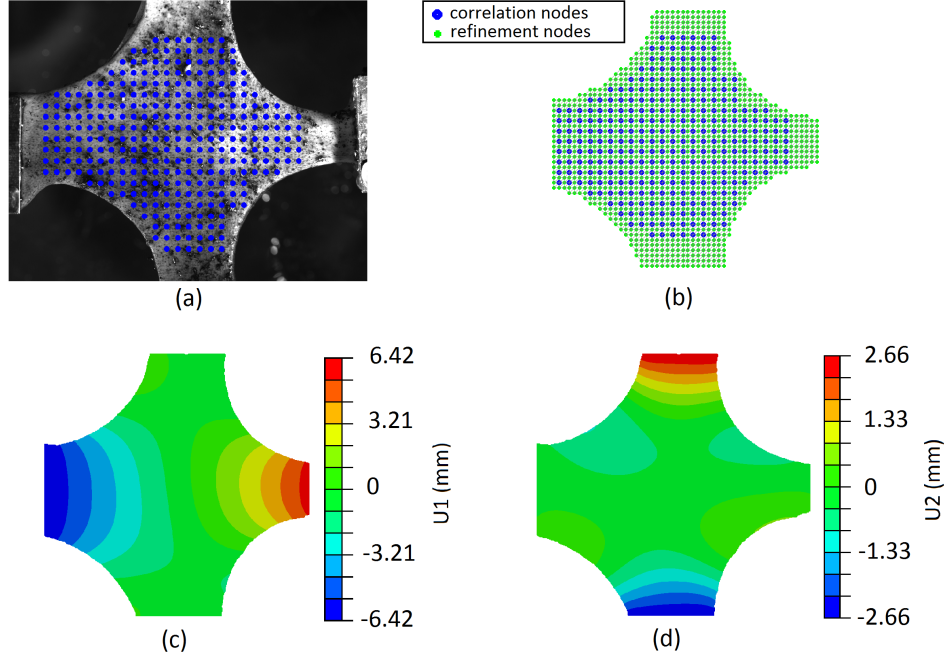 correlation nodes
refinement nodes
(a)
(b)
6.42
3.21
0
-3.21
-6.42
U1 (mm)
(c)
2.66
1.33
0
-1.33
-2.66
U2 (mm)
(d)